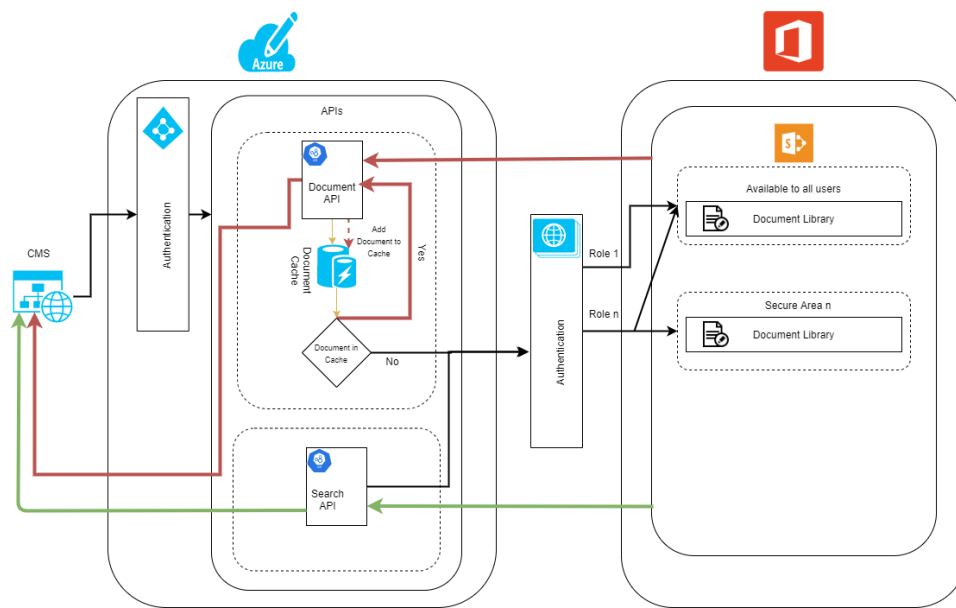 Azure
APIs
Authentication
Document
API
Add
Document to
Cache
Document
Cache
Yes
Document in
Cache
No
Search
API
CMS
Authentication
Role 1
Role n
S
Available to all users
Document Library
Secure Area n
Document Library